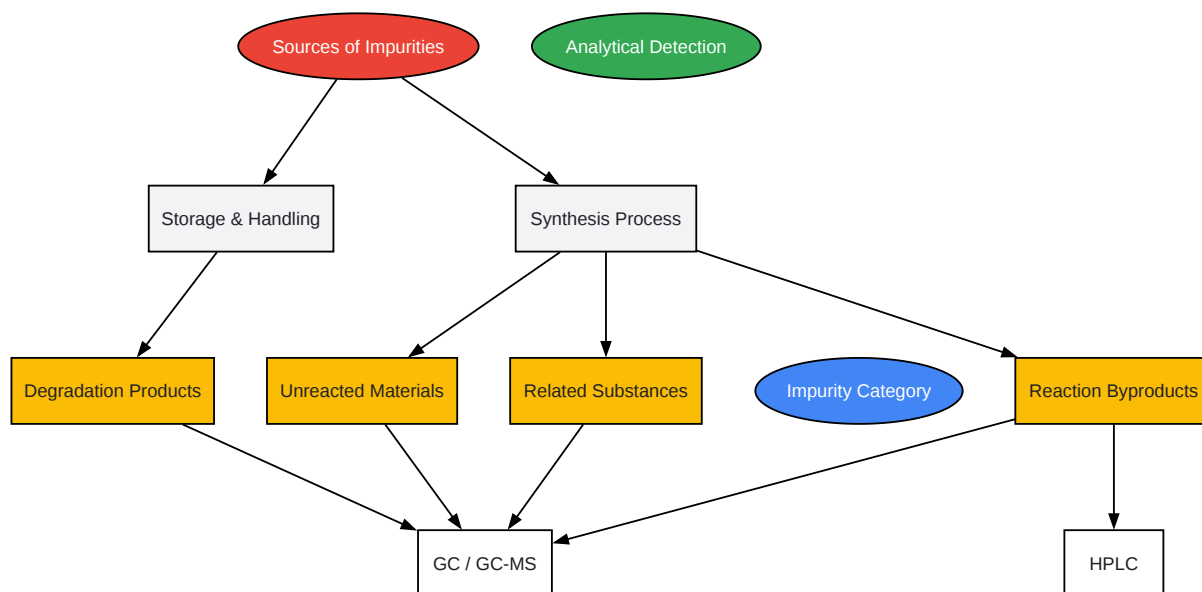 Sources of Impurities
Analytical Detection
Storage & Handling
Synthesis Process
Degradation Products
Unreacted Materials
Related Substances
Impurity Category
Reaction Byproducts
GC / GC-MS
HPLC